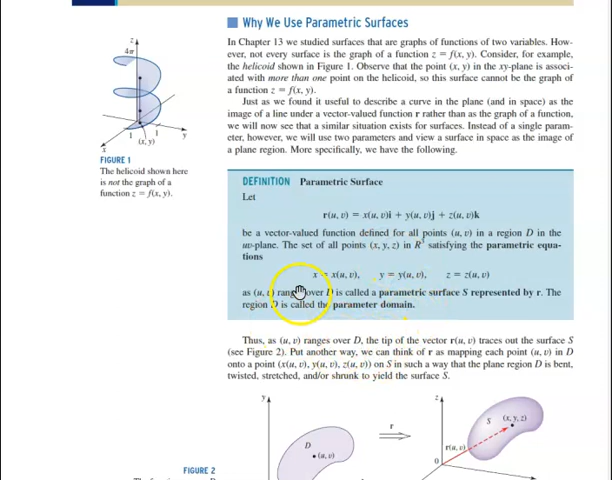 Why We Use Parametric Surfaces
In Chapter 13 we studied surfaces that are graphs of functions of two variables. How-
ever, not every surface is the graph of a function z = f(x, y). Consider, for example,
the helicoid shown in Figure 1. Observe that the point (x, y) in the xy-plane is associ-
ated with more than one point on the helicoid, so this surface cannot be the graph of
a function z = f(x, y).
Just as we found it useful to describe a curve in the plane (and in space) as the
image of a line under a vector-valued function r rather than as the graph of a function,
we will now see that a similar situation exists for surfaces. Instead of a single param-
eter, however, we will use two parameters and view a surface in space as the image of
a plane region. More specifically, we have the following.
z
4π
1
1
y
(x, y)
x
FIGURE 1
The helicoid shown here
is not the graph of a
function z = f(x, y).
DEFINITION Parametric Surface
Let
r(u, v) = x(u, v)i + y(u, v)j + z(u, v)k
be a vector-valued function defined for all points (u, v) in a region D in the
uv-plane. The set of all points (x, y, z) in R³ satisfying the parametric equa-
tions
x = x(u, v), y = y(u, v), z = z(u, v)
as (u, v) ranges over D is called a parametric surface S represented by r. The
region D is called the parameter domain.
Thus, as (u, v) ranges over D, the tip of the vector r(u, v) traces out the surface S
(see Figure 2). Put another way, we can think of r as mapping each point (u, v) in D
onto a point (x(u, v), y(u, v), z(u, v)) on S in such a way that the plane region D is bent,
twisted, stretched, and/or shrunk to yield the surface S.
y
D
(u, v)
r
z
S
(x, y, z)
r(u, v)
0
FIGURE 2